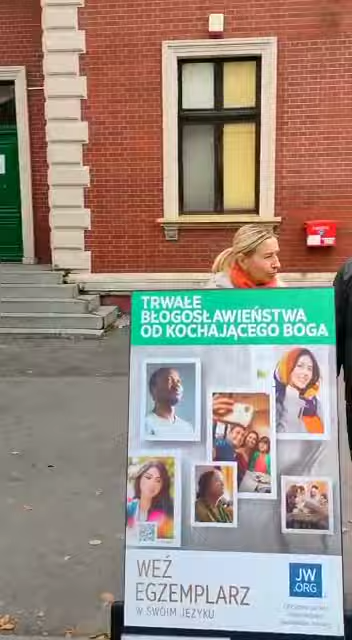 TRWAŁE
BŁOGOSŁAWIEŃSTWA
OD KOCHAJĄCEGO BOGA
WEŹ
EGZEMPLARZ
W SWOIM JĘZYKU
JW
.ORG